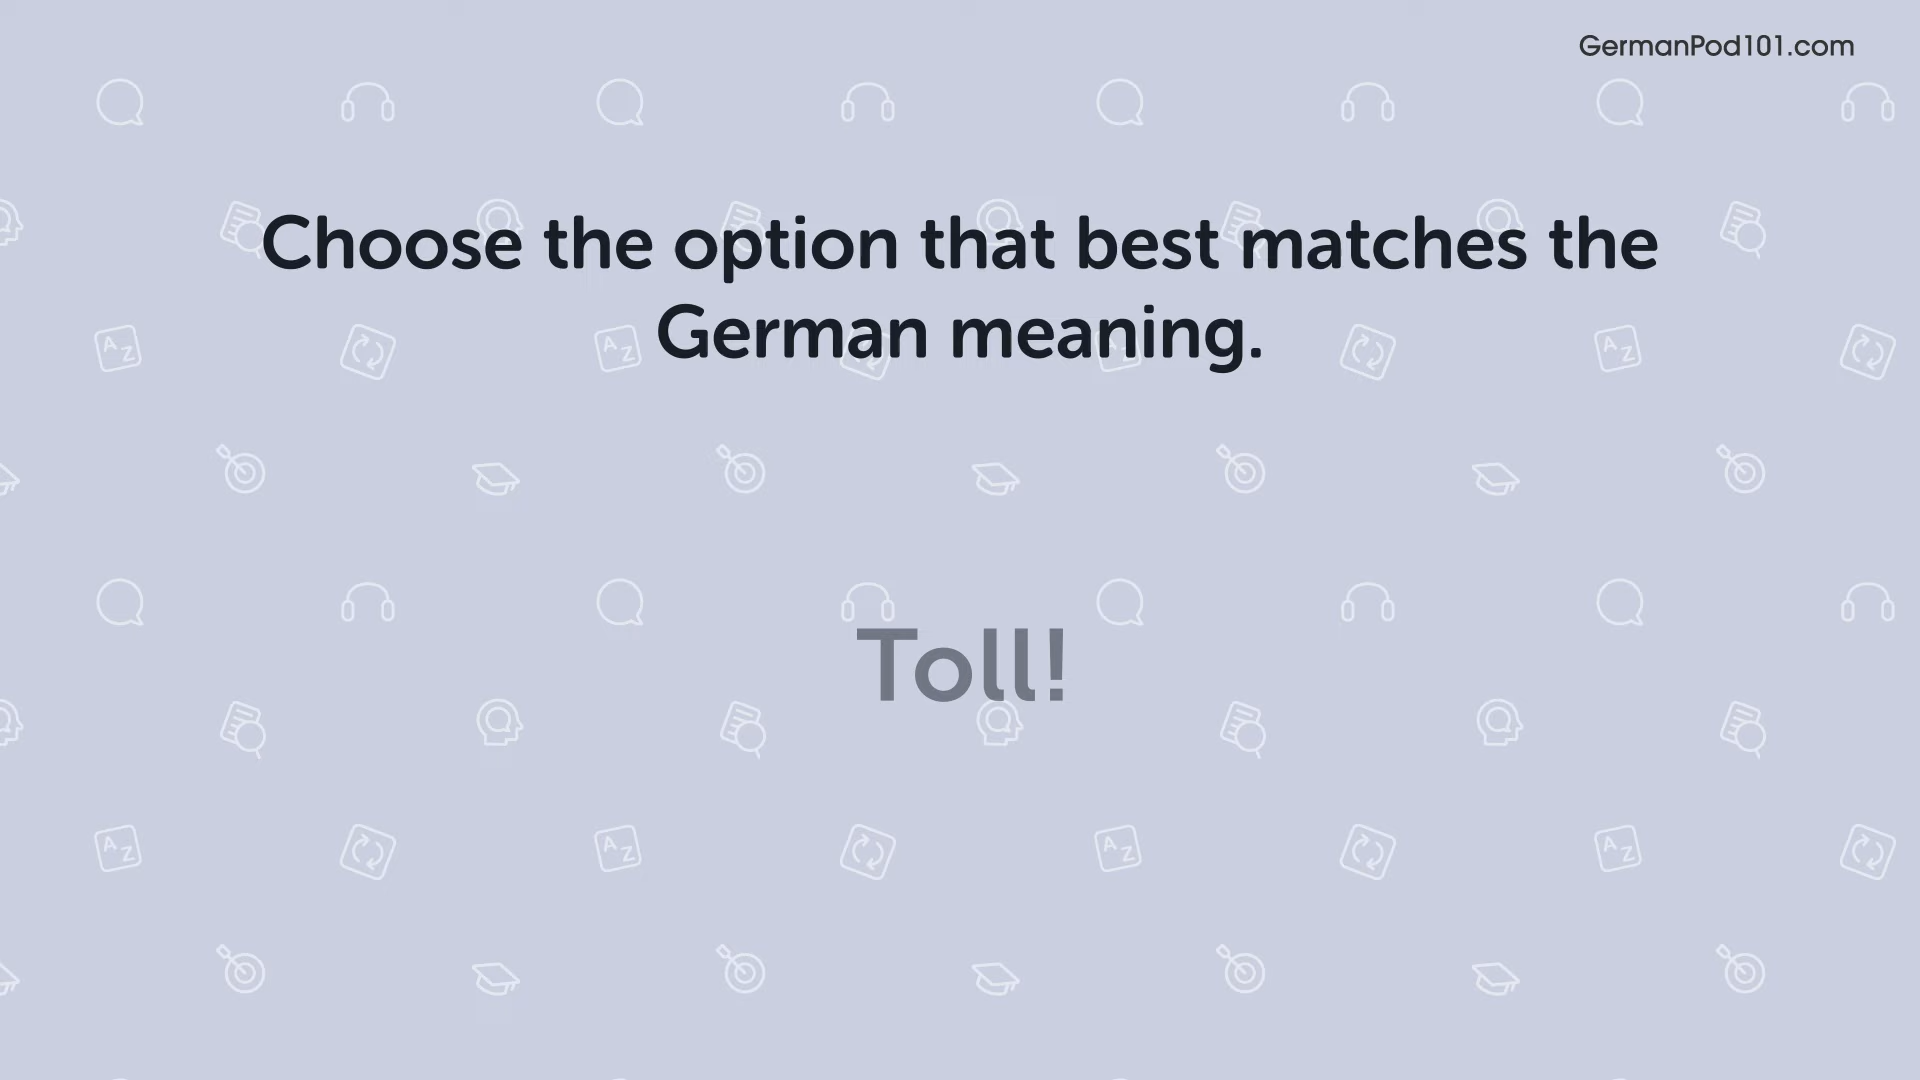 GermanPod101.com
Choose the option that best matches the
German meaning.
Toll!